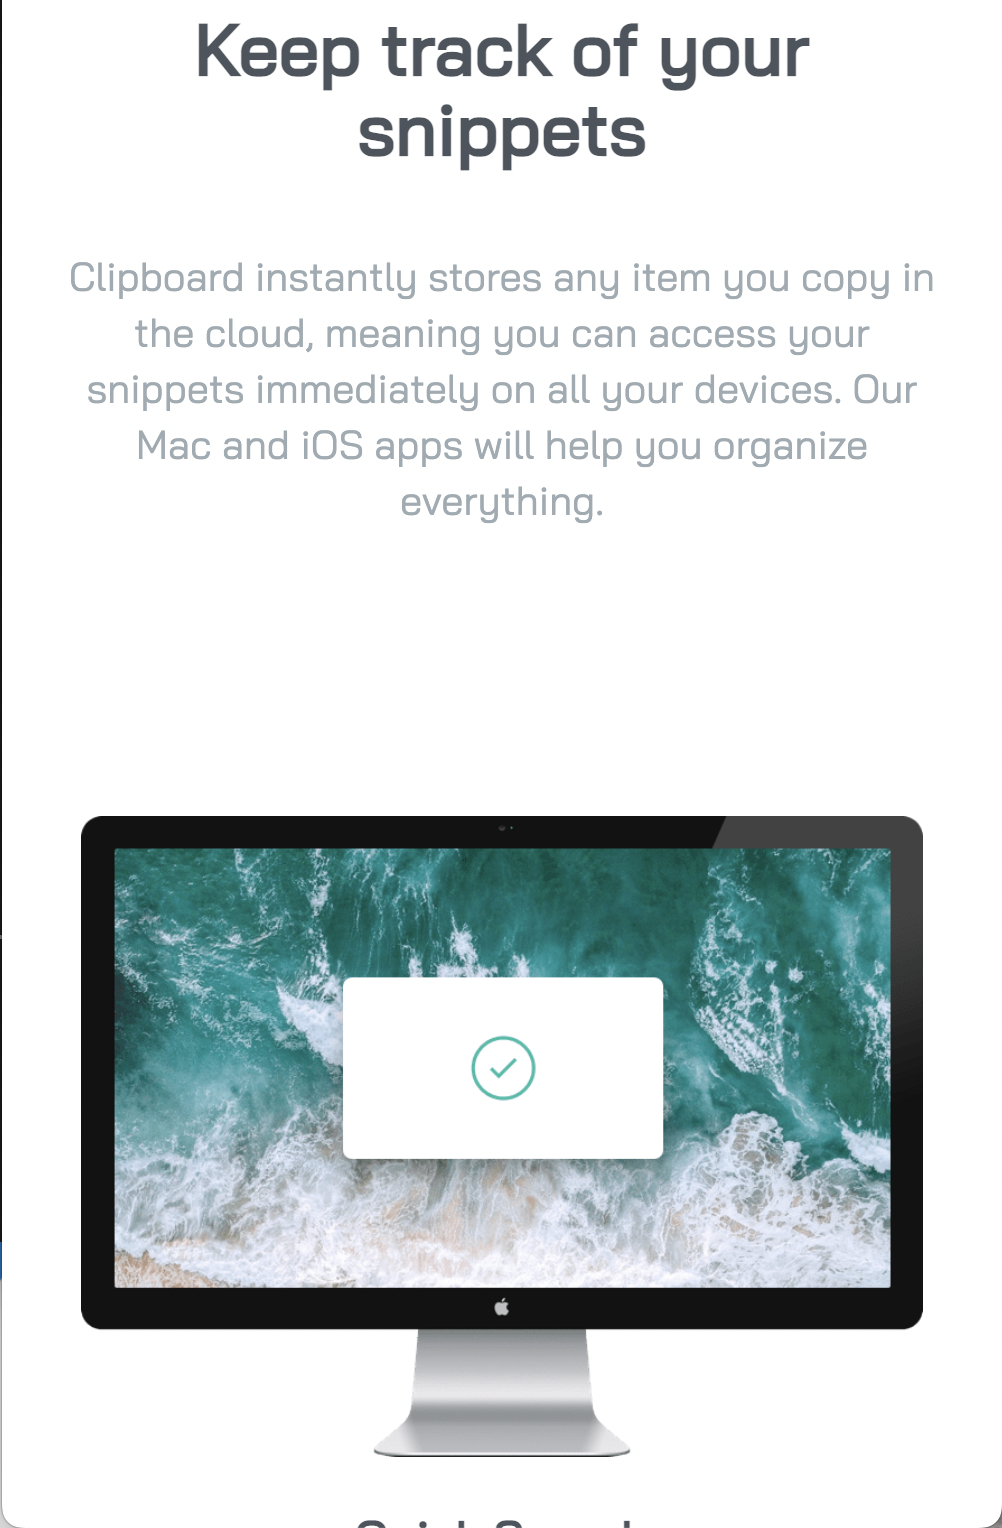 Keep track of your
snippets
Clipboard instantly stores any item you copy in
the cloud, meaning you can access your
snippets immediately on all your devices. Our
Mac and iOS apps will help you organize
everything.